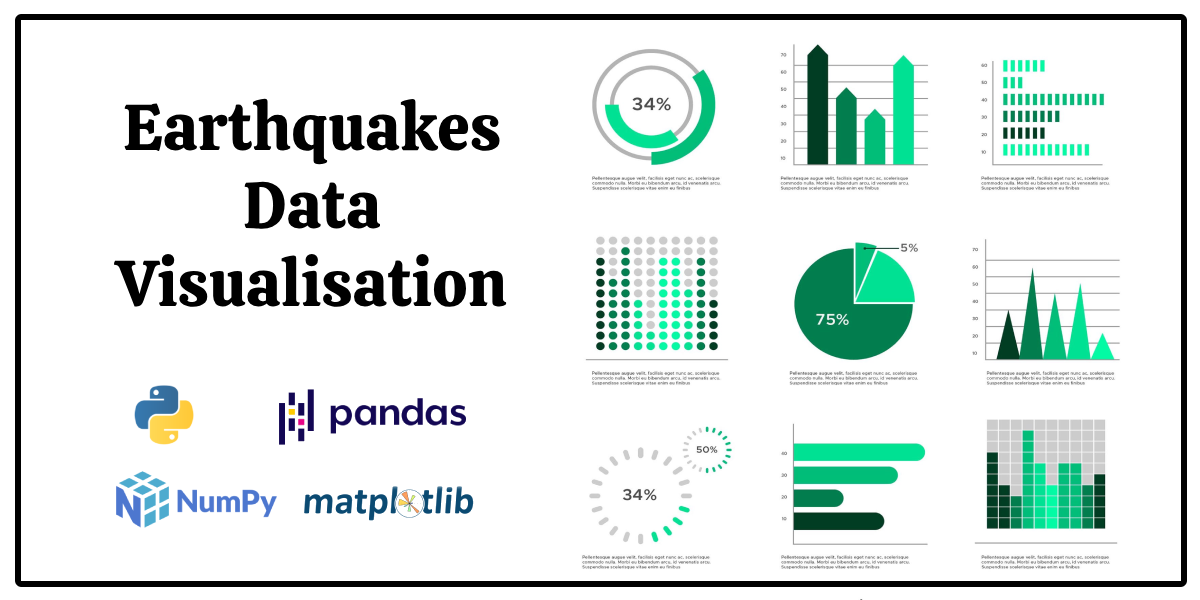 Earthquakes
Data
Visualisation
pandas
NumPy
matplotlib
34%
Pellentesque augue velit, facilisis eget nunc ac, scelerisque
commodo nulla. Morbi eu bibendum arcu, id venenatis arcu.
Suspendisse scelerisque vitae enim eu finibus
70
60
50
40
30
20
10
Pellentesque augue velit, facilisis eget nunc ac, scelerisque
commodo nulla. Morbi eu bibendum arcu, id venenatis arcu.
Suspendisse scelerisque vitae enim eu finibus
60
50
40
30
20
10
Pellentesque augue velit, facilisis eget nunc ac, scelerisque
commodo nulla. Morbi eu bibendum arcu, id venenatis arcu.
Suspendisse scelerisque vitae enim eu finibus
Pellentesque augue velit, facilisis eget nunc ac, scelerisque
commodo nulla. Morbi eu bibendum arcu, id venenatis arcu.
Suspendisse scelerisque vitae enim eu finibus
5%
75%
Pellentesque augue velit, facilisis eget nunc ac, scelerisque
commodo nulla. Morbi eu bibendum arcu, id venenatis arcu.
Suspendisse scelerisque vitae enim eu finibus
70
60
50
40
30
20
10
Pellentesque augue velit, facilisis eget nunc ac, scelerisque
commodo nulla. Morbi eu bibendum arcu, id venenatis arcu.
Suspendisse scelerisque vitae enim eu finibus
50%
34%
Pellentesque augue velit, facilisis eget nunc ac, scelerisque
commodo nulla. Morbi eu bibendum arcu, id venenatis arcu.
Suspendisse scelerisque vitae enim eu finibus
40
30
20
10
Pellentesque augue velit, facilisis eget nunc ac, scelerisque
commodo nulla. Morbi eu bibendum arcu, id venenatis arcu.
Suspendisse scelerisque vitae enim eu finibus
Pellentesque augue velit, facilisis eget nunc ac, scelerisque
commodo nulla. Morbi eu bibendum arcu, id venenatis arcu.
Suspendisse scelerisque vitae enim eu finibus